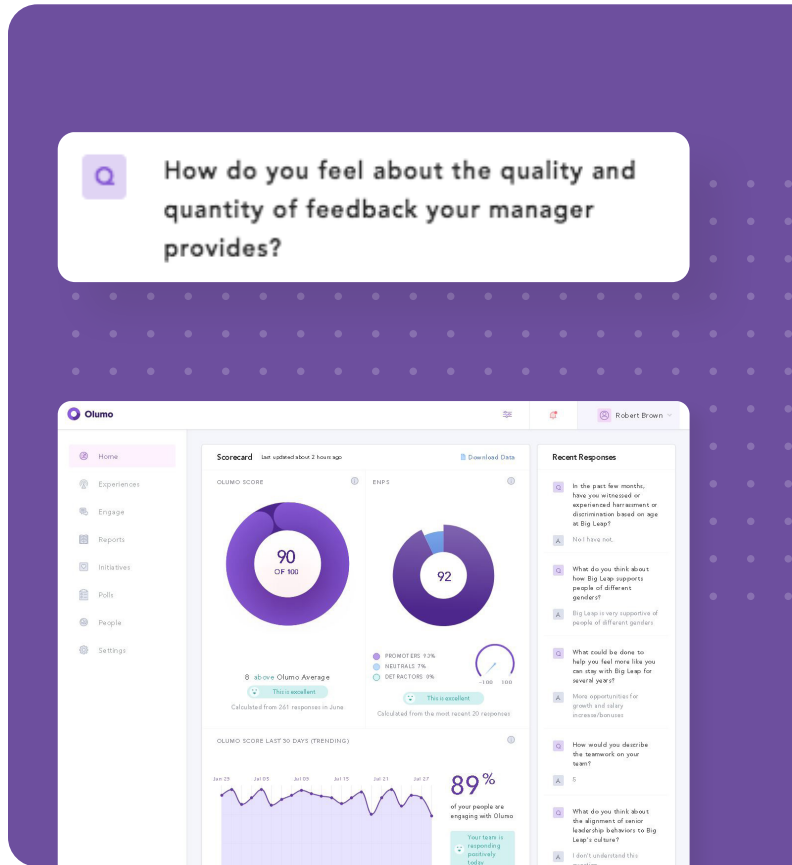 Q
How do you feel about the quality and
quantity of feedback your manager
provides?
Olumo
Robert Brown
Home
Experiences
Engage
Reports
Initiatives
Polls
People
Settings
Scorecard Last updated about 2 hours ago
Download Data
OLUMO SCORE
90
OF 100
8 above Olumo Average
This is excellent
Calculated from 261 responses in June
ENPS
92
PROMOTERS 93%
NEUTRALS 7%
DETRACTORS 0%
-100 100
This is excellent
Calculated from the most recent 20 responses
OLUMO SCORE LAST 30 DAYS (TRENDING)
Jun 29 Jul 05 Jul 09 Jul 13 Jul 21 Jul 27
89%
of your people are
engaging with Olumo
Your team is
responding
positively
today
Recent Responses
Q
In the past few months,
have you witnessed or
experienced harrasment or
discrimination based on age
at Big Leap?
A
No I have not.
Q
What do you think about
how Big Leap supports
people of different
genders?
A
Big Leap is very supportive of
people of different genders
Q
What could be done to
help you feel more like you
can stay with Big Leap for
several years?
A
More opportunities for
growth and salary
increase/bonuses
Q
How would you describe
the teamwork on your
team?
A
5
Q
What do you think about
the alignment of senior
leadership behaviors to Big
Leap's culture?
A
I don't understand this